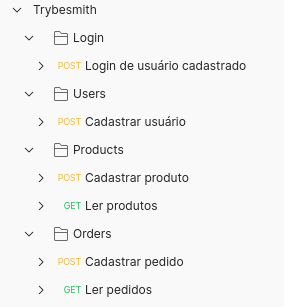 Trybesmith
Login
POST Login de usuário cadastrado
Users
POST Cadastrar usuário
Products
POST Cadastrar produto
GET Ler produtos
Orders
POST Cadastrar pedido
GET Ler pedidos